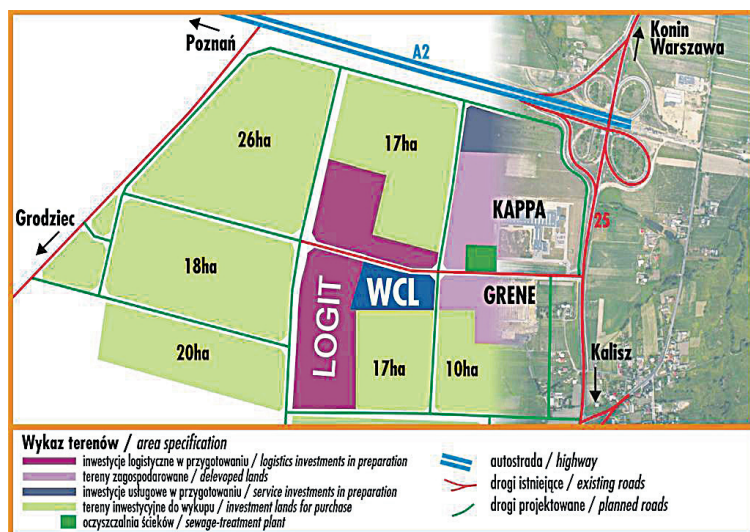 Poznań
A2
Konin
Warszawa
26ha
17ha
Grodziec
KAPPA
25
18ha
WCL
GRENE
LOGIT
20ha
17ha
10ha
Kalisz
Wykaz terenów / area specification
inwestycje logistyczne w przygotowaniu / logistics investments in preparation
tereny zagospodarowane / delevoped lands
inwestycje usługowe w przygotowaniu / service investments in preparation
tereny inwestycyjne do wykupu / investment lands for purchase
oczyszczalnia ścieków / sewage-treatment plant
autostrada / highway
drogi istniejące / existing roads
drogi projektowane / planned roads